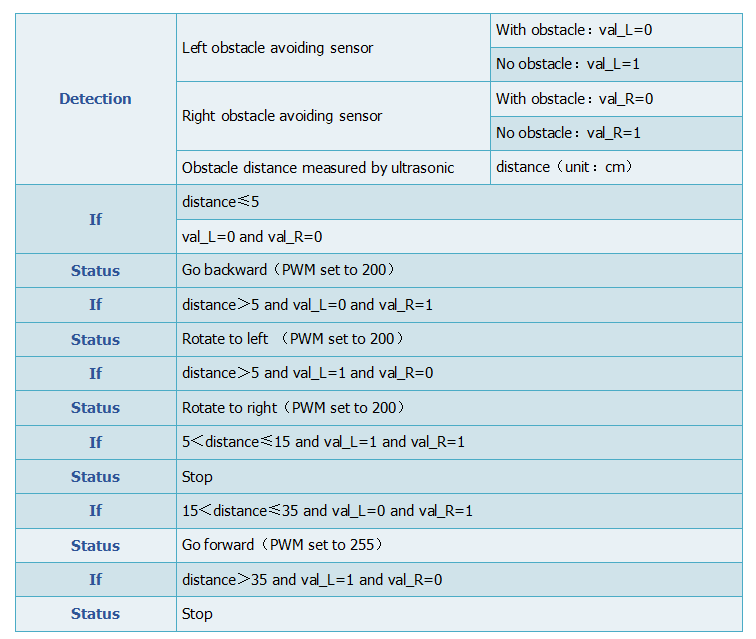 Detection
Left obstacle avoiding sensor
With obstacle：val_L=0
No obstacle：val_L=1
Right obstacle avoiding sensor
With obstacle：val_R=0
No obstacle：val_R=1
Obstacle distance measured by ultrasonic
distance（unit：cm）
If
distance≤5
val_L=0 and val_R=0
Status
Go backward（PWM set to 200）
If
distance＞5 and val_L=0 and val_R=1
Status
Rotate to left （PWM set to 200）
If
distance＞5 and val_L=1 and val_R=0
Status
Rotate to right（PWM set to 200）
If
5＜distance≤15 and val_L=1 and val_R=1
Status
Stop
If
15＜distance≤35 and val_L=0 and val_R=1
Status
Go forward（PWM set to 255）
If
distance＞35 and val_L=1 and val_R=0
Status
Stop